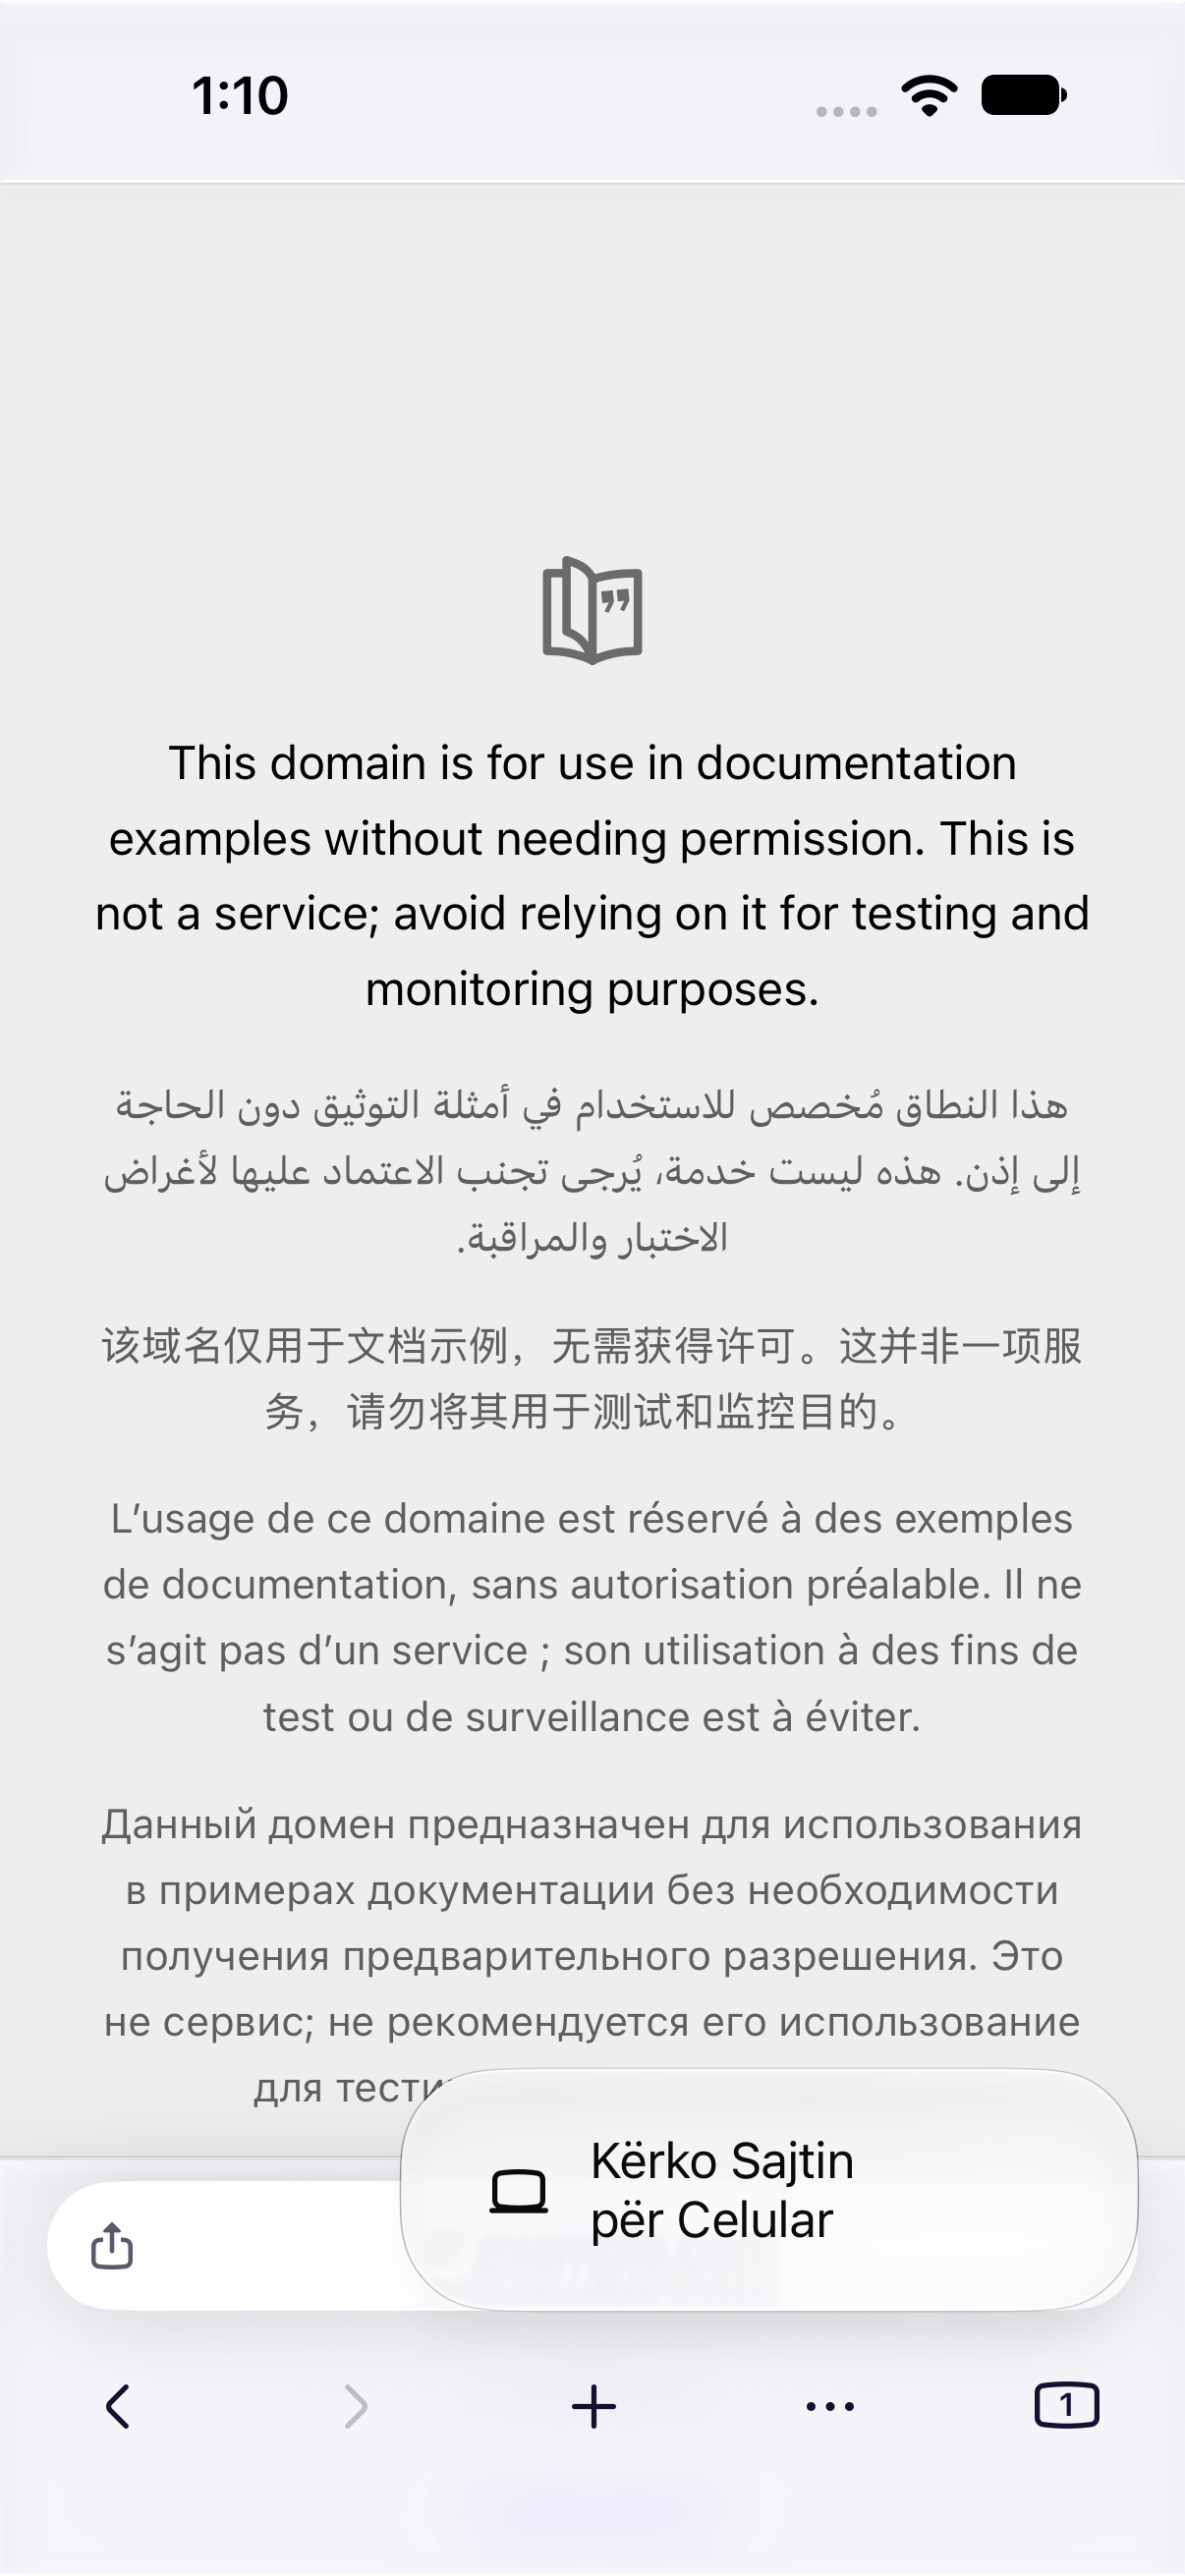 1:10
This domain is for use in documentation
examples without needing permission. This is
not a service; avoid relying on it for testing and
monitoring purposes.
هذا النطاق مُخصص للاستخدام في أمثلة التوثيق دون الحاجة
إلى إذن. هذه ليست خدمة، يُرجى تجنب الاعتماد عليها لأغراض
الاختبار والمراقبة.
该域名仅用于文档示例，无需获得许可。这并非一项服
务，请勿将其用于测试和监控目的。
L’usage de ce domaine est réservé à des exemples
de documentation, sans autorisation préalable. Il ne
s’agit pas d’un service ; son utilisation à des fins de
test ou de surveillance est à éviter.
Данный домен предназначен для использования
в примерах документации без необходимости
получения предварительного разрешения. Это
не сервис; не рекомендуется его использование
для
Kërko Sajtin
për Celular
1